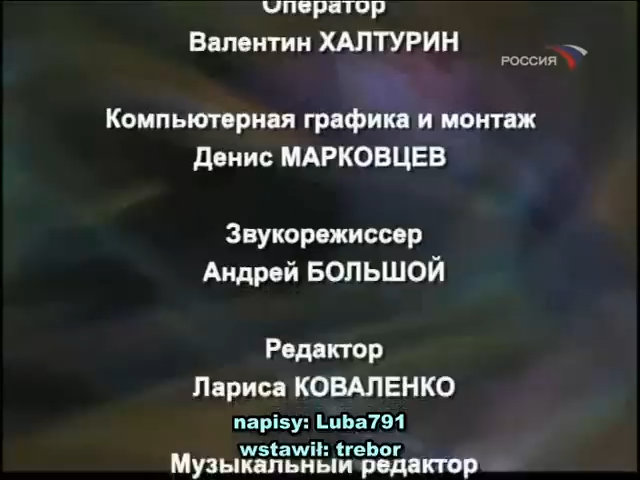 Оператор
Валентин ХАЛТУРИН
РОССИЯ
Компьютерная графика и монтаж
Денис МАРКОВЦЕВ
Звукорежиссер
Андрей БОЛЬШОЙ
Редактор
Лариса КОВАЛЕНКО
napisy: Luba791
wstawił: trebor
Музыкальный редактор